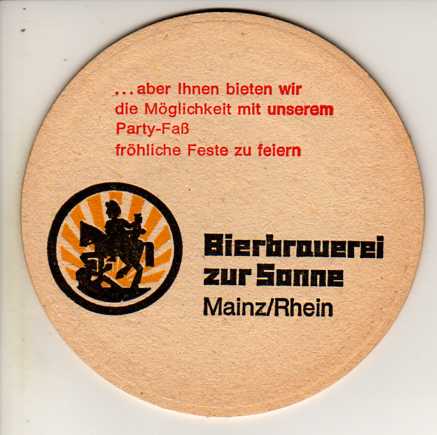 ...aber Ihnen bieten wir
die Möglichkeit mit unserem
Party-Faß
fröhliche Feste zu feiern
Bierbrauerei
zur Sonne
Mainz/Rhein